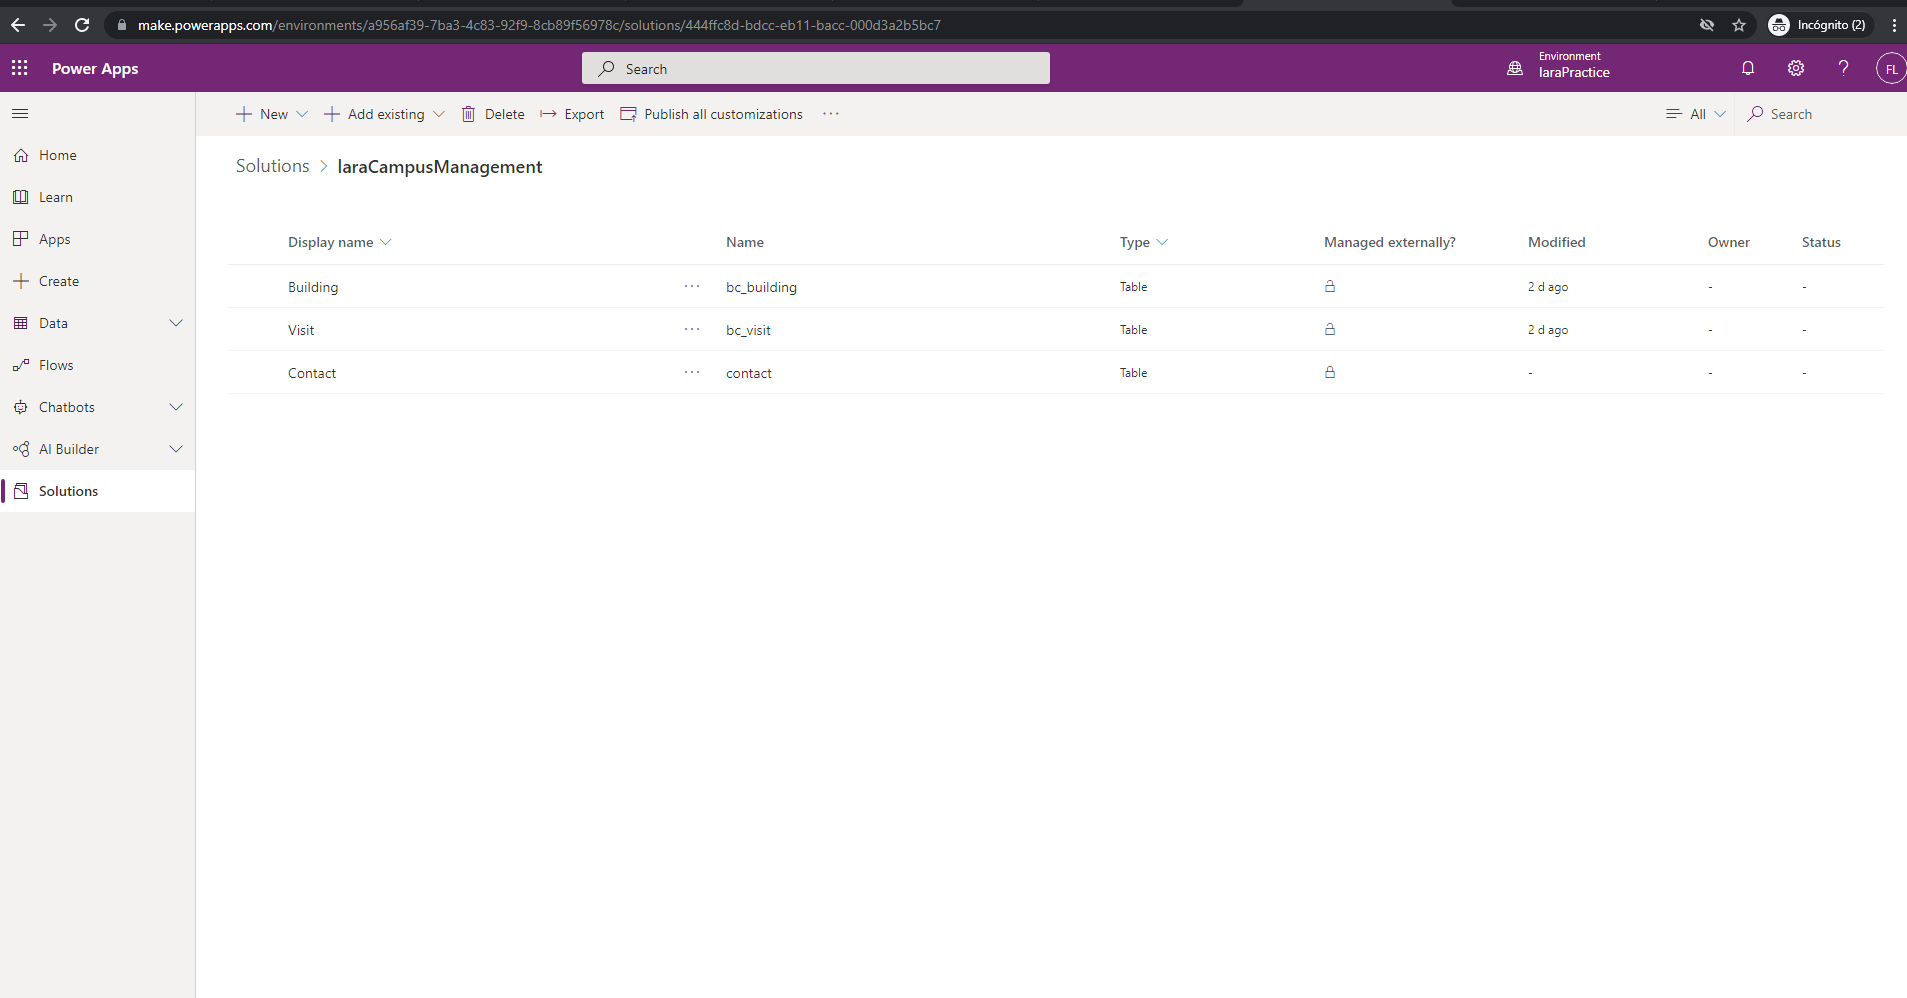 make.powerapps.com/environments/a956af39-7ba3-4c83-92f9-8cb89f56978c/solutions/444ffc8d-bdcc-eb11-bacc-000d3a2b5bc7
Incógnito (2)
Power Apps
Search
Environment
laraPractice
FL
New
Add existing
Delete
Export
Publish all customizations
All
Search
Home
Learn
Apps
Create
Data
Flows
Chatbots
AI Builder
Solutions
Solutions > laraCampusManagement
Display name Name Type Managed externally? Modified Owner Status
Building ... bc_building Table 2 d ago - -
Visit ... bc_visit Table 2 d ago - -
Contact ... contact Table - - -